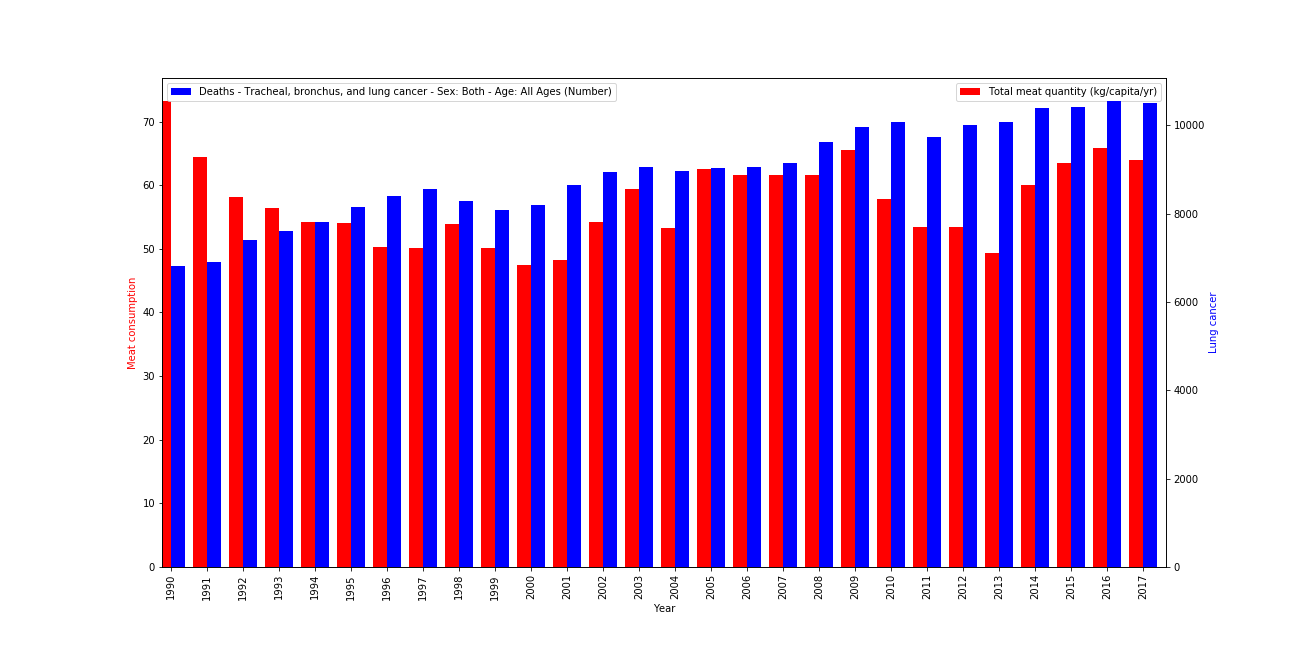 Deaths - Tracheal, bronchus, and lung cancer - Sex: Both - Age: All Ages (Number)
Total meat quantity (kg/capita/yr)
70
60
50
40
30
20
10
0
Meat consumption
10000
8000
6000
4000
2000
0
Lung cancer
1990 1991 1992 1993 1994 1995 1996 1997 1998 1999 2000 2001 2002 2003 2004 2005 2006 2007 2008 2009 2010 2011 2012 2013 2014 2015 2016 2017
Year